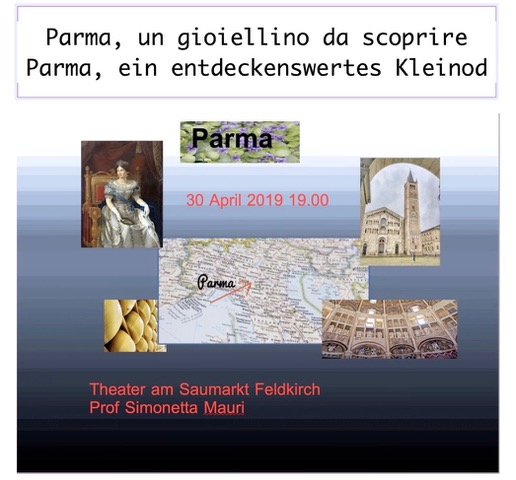 Parma, un gioiellino da scoprire
Parma, ein entdeckenswertes Kleinod
Parma
30 April 2019 19.00
Parma
Theater am Saumarkt Feldkirch
Prof Simonetta Mauri